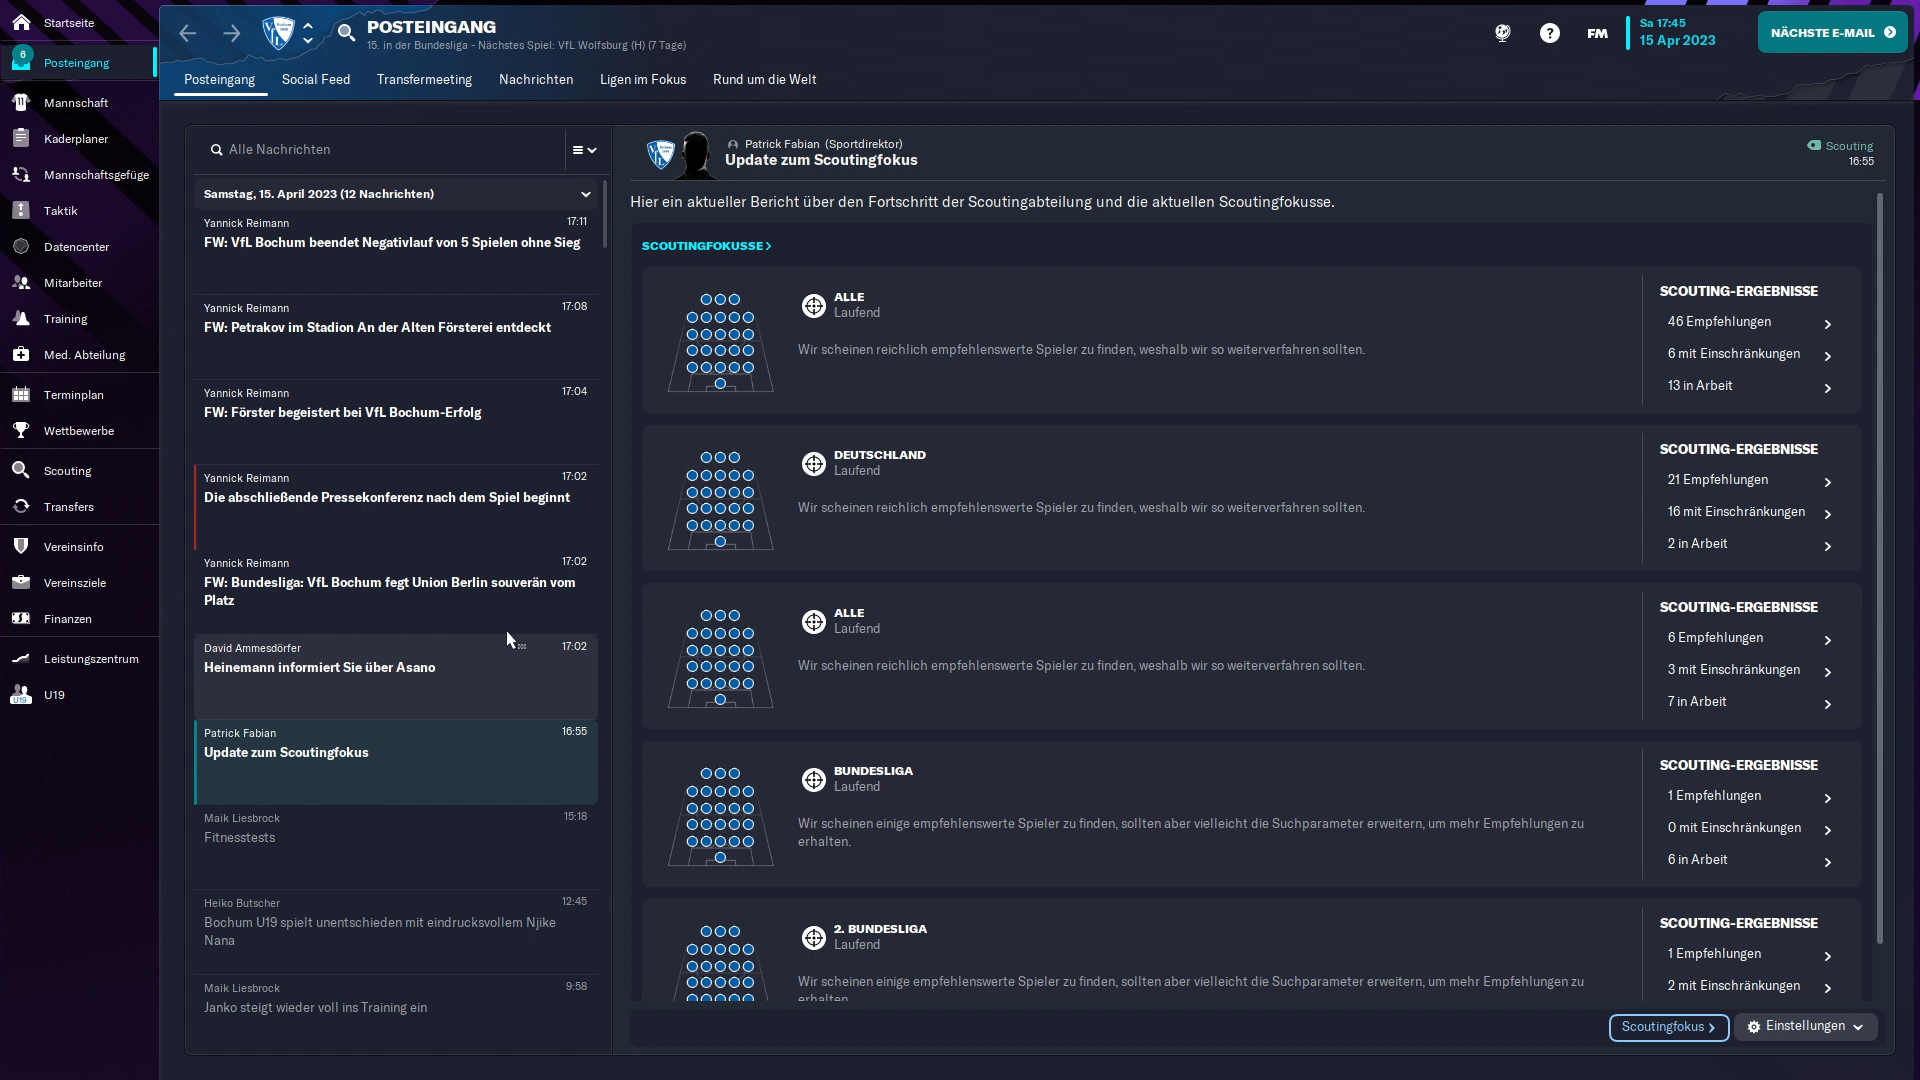 Startseite
6
Posteingang
Mannschaft
Kaderplaner
Mannschaftsgefüge
Taktik
Datencenter
Mitarbeiter
Training
Med. Abteilung
Terminplan
Wettbewerbe
Scouting
Transfers
Vereinsinfo
Vereinsziele
Finanzen
Leistungszentrum
U19
U19
POSTEINGANG
15. in der Bundesliga - Nächstes Spiel: VfL Wolfsburg (H) (7 Tage)
FM
Sa 17:45
15 Apr 2023
NÄCHSTE E-MAIL
Posteingang
Social Feed
Transfermeeting
Nachrichten
Ligen im Fokus
Rund um die Welt
Alle Nachrichten
Samstag, 15. April 2023 (12 Nachrichten)
Yannick Reimann 17:11
FW: VfL Bochum beendet Negativlauf von 5 Spielen ohne Sieg
Yannick Reimann 17:08
FW: Petrakov im Stadion An der Alten Försterei entdeckt
Yannick Reimann 17:04
FW: Förster begeistert bei VfL Bochum-Erfolg
Yannick Reimann 17:02
Die abschließende Pressekonferenz nach dem Spiel beginnt
Yannick Reimann 17:02
FW: Bundesliga: VfL Bochum fegt Union Berlin souverän vom
Platz
David Ammesdörfer 17:02
Heinemann informiert Sie über Asano
Patrick Fabian 16:55
Update zum Scoutingfokus
Maik Liesbrock 15:18
Fitnesstests
Heiko Butscher 12:45
Bochum U19 spielt unentschieden mit eindrucksvollem Njike
Nana
Maik Liesbrock 9:58
Janko steigt wieder voll ins Training ein
Patrick Fabian (Sportdirektor)
Update zum Scoutingfokus
Scouting
16:55
Hier ein aktueller Bericht über den Fortschritt der Scoutingabteilung und die aktuellen Scoutingfokusse.
SCOUTINGFOKUSSE
ALLE
Laufend
Wir scheinen reichlich empfehlenswerte Spieler zu finden, weshalb wir so weiterverfahren sollten.
SCOUTING-ERGEBNISSE
46 Empfehlungen
6 mit Einschränkungen
13 in Arbeit
DEUTSCHLAND
Laufend
Wir scheinen reichlich empfehlenswerte Spieler zu finden, weshalb wir so weiterverfahren sollten.
SCOUTING-ERGEBNISSE
21 Empfehlungen
16 mit Einschränkungen
2 in Arbeit
ALLE
Laufend
Wir scheinen reichlich empfehlenswerte Spieler zu finden, weshalb wir so weiterverfahren sollten.
SCOUTING-ERGEBNISSE
6 Empfehlungen
3 mit Einschränkungen
7 in Arbeit
BUNDESLIGA
Laufend
Wir scheinen einige empfehlenswerte Spieler zu finden, sollten aber vielleicht die Suchparameter erweitern, um mehr Empfehlungen zu
erhalten.
SCOUTING-ERGEBNISSE
1 Empfehlungen
0 mit Einschränkungen
6 in Arbeit
2. BUNDESLIGA
Laufend
Wir scheinen einige empfehlenswerte Spieler zu finden, sollten aber vielleicht die Suchparameter erweitern, um mehr Empfehlungen zu
erhalten.
SCOUTING-ERGEBNISSE
1 Empfehlungen
2 mit Einschränkungen
Scoutingfokus
Einstellungen